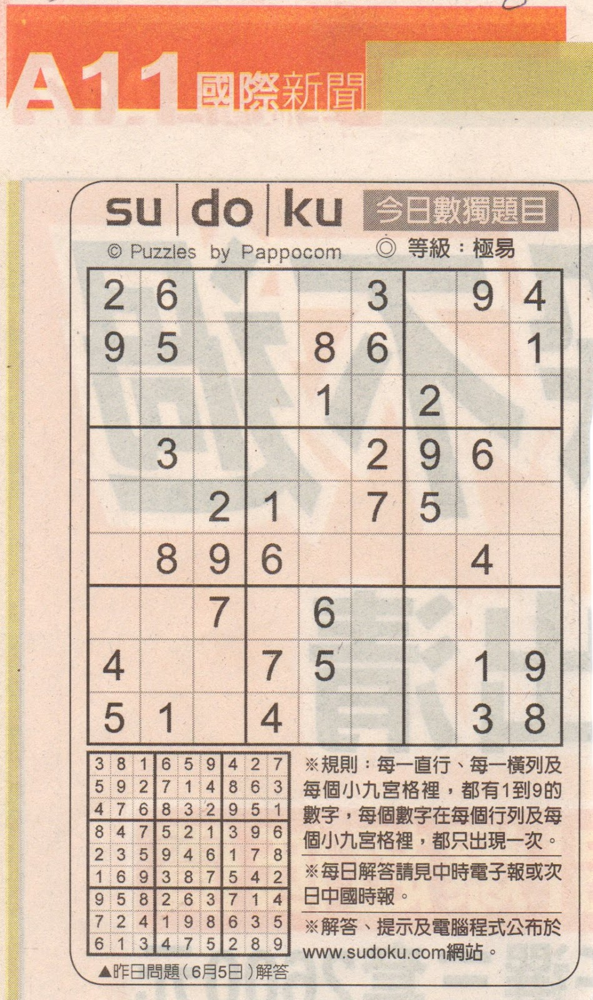 A11國際新聞
su|do|ku 今日數獨題目
© Puzzles by Pappocom ◎ 等級：極易
2 6 3 9 4
9 5 8 6 1
1 2
3 2 9 6
2 1 7 5
8 9 6 4
7 6
4 7 5 1 9
5 1 4 3 8
3 8 1 6 5 9 4 2 7
5 9 2 7 1 4 8 6 3
4 7 6 8 3 2 9 5 1
8 4 7 5 2 1 3 9 6
2 3 5 9 4 6 1 7 8
1 6 9 3 8 7 5 4 2
9 5 8 2 6 3 7 1 4
7 2 4 1 9 8 6 3 5
6 1 3 4 7 5 2 8 9
▲昨日問題(6月5日)解答
※規則：每一直行、每一橫列及
每個小九宮格裡，都有1到9的
數字，每個數字在每個行列及每
個小九宮格裡，都只出現一次。
※每日解答請見中時電子報或次
日中國時報。
※解答、提示及電腦程式公布於
www.sudoku.com網站。